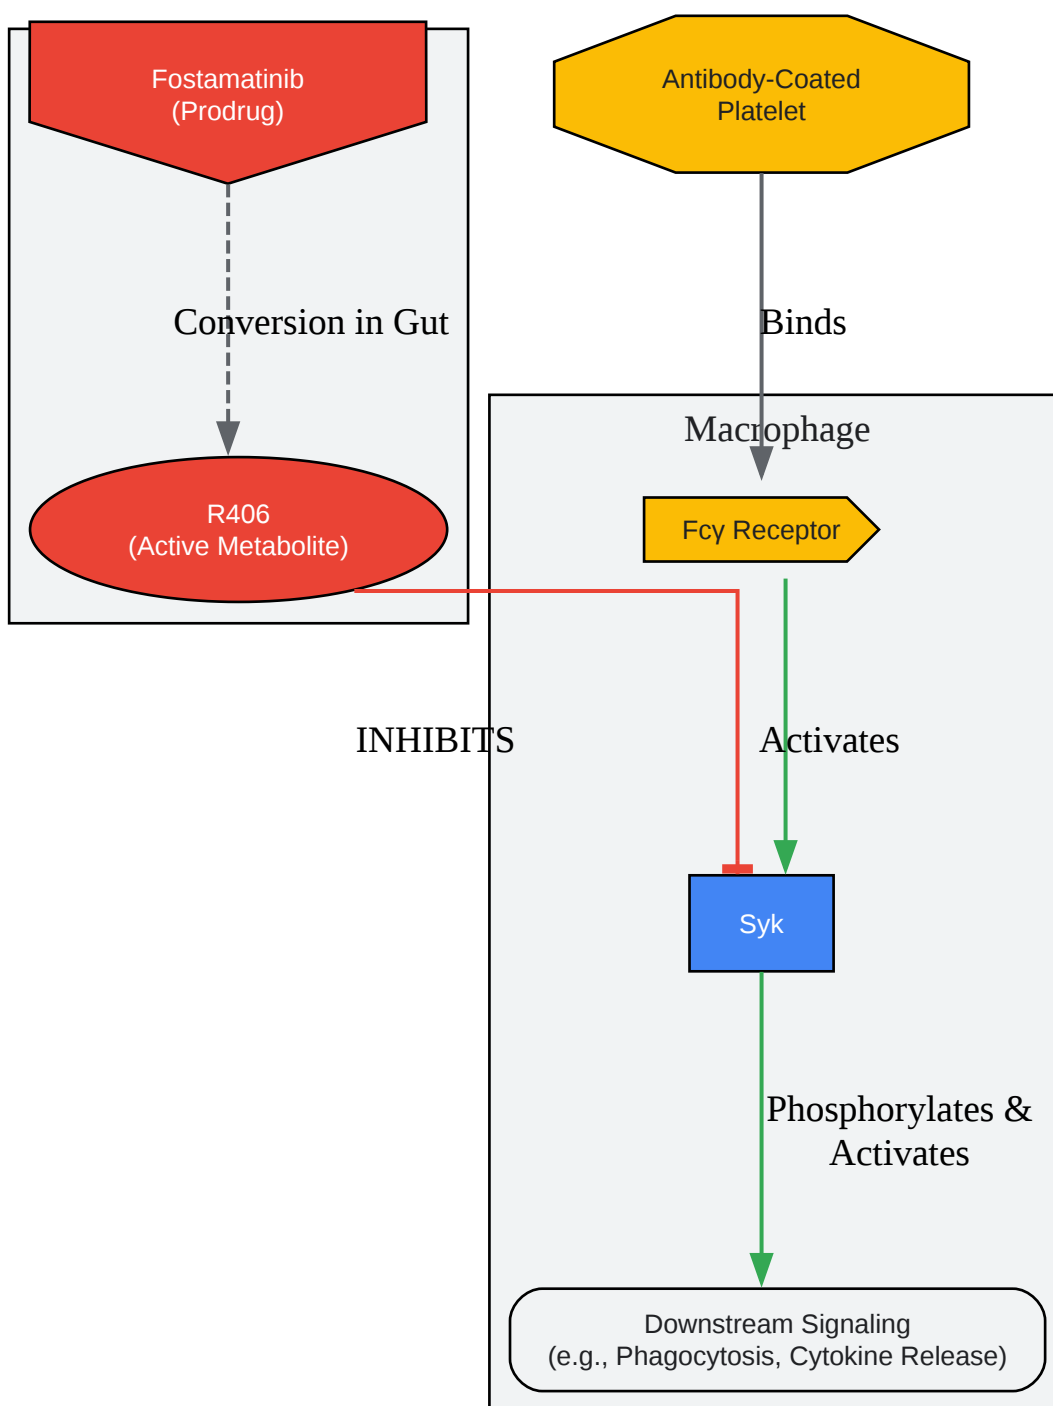 Fostamatinib
(Prodrug)
Antibody-Coated
Platelet
Conversion in Gut
Binds
Macrophage
R406
(Active Metabolite)
Fcγ Receptor
INHIBITS
Activates
Syk
Phosphorylates &
Activates
Downstream Signaling
(e.g., Phagocytosis, Cytokine Release)